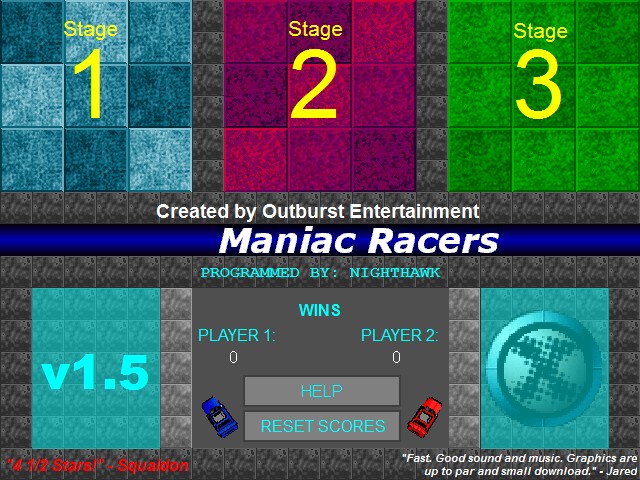 Stage
1
Stage
2
Stage
3
Created by Outburst Entertainment
Maniac Racers
PROGRAMMED BY: NIGHTHAWK
v1.5
WINS
PLAYER 1:
PLAYER 2:
0
0
HELP
RESET SCORES
"4 1/2 Stars!" - Squaldon
"Fast. Good sound and music. Graphics are
up to par and small download." - Jared